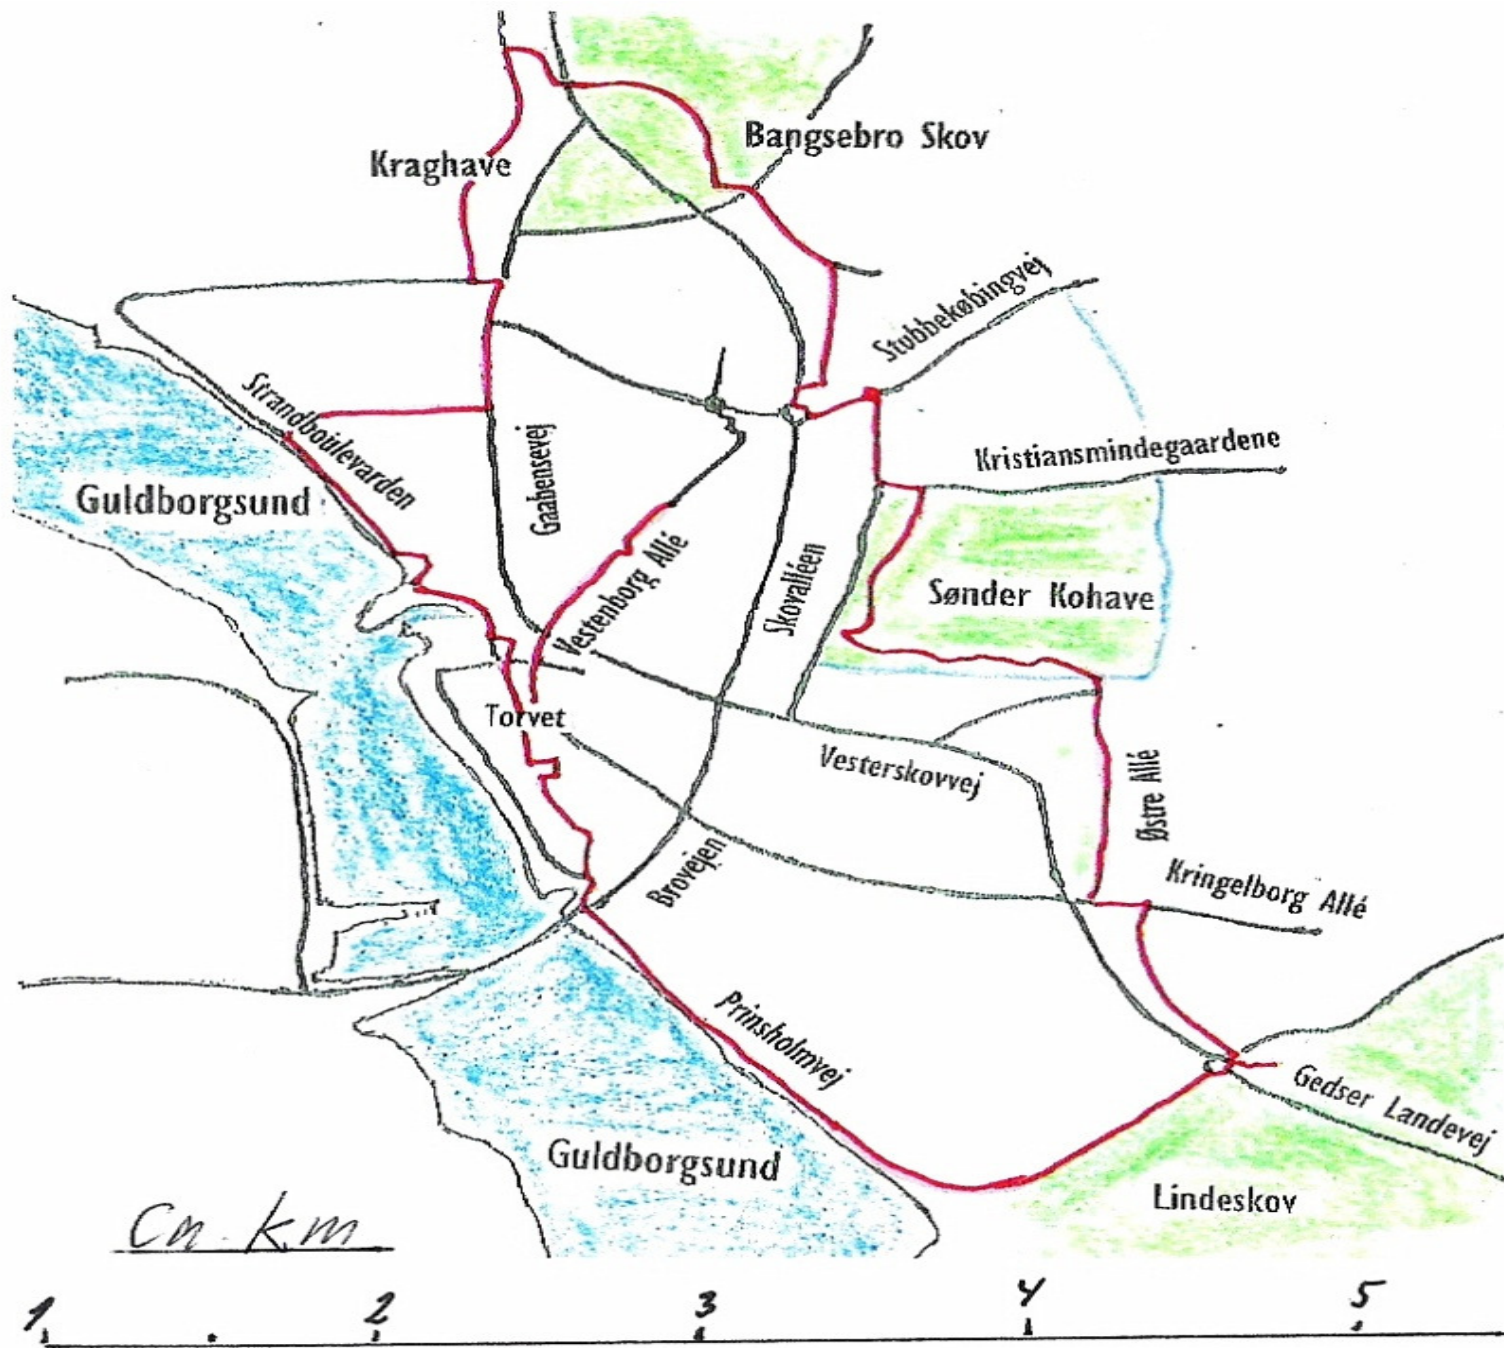 Bangsebro Skov
Kraghave
Stubbekøbingvej
Strandboulevarden
Gaabensevej
Kristiansmindegaardene
Guldborgsund
Vestenborg Allé
Skovalléen
Sønder Kohave
Torvet
Vesterskovvej
Østre Allé
Brovejen
Kringelborg Allé
Prinsholmvej
Gedser Landevej
Guldborgsund
Lindeskov
Ca. km
1 2 3 4 5